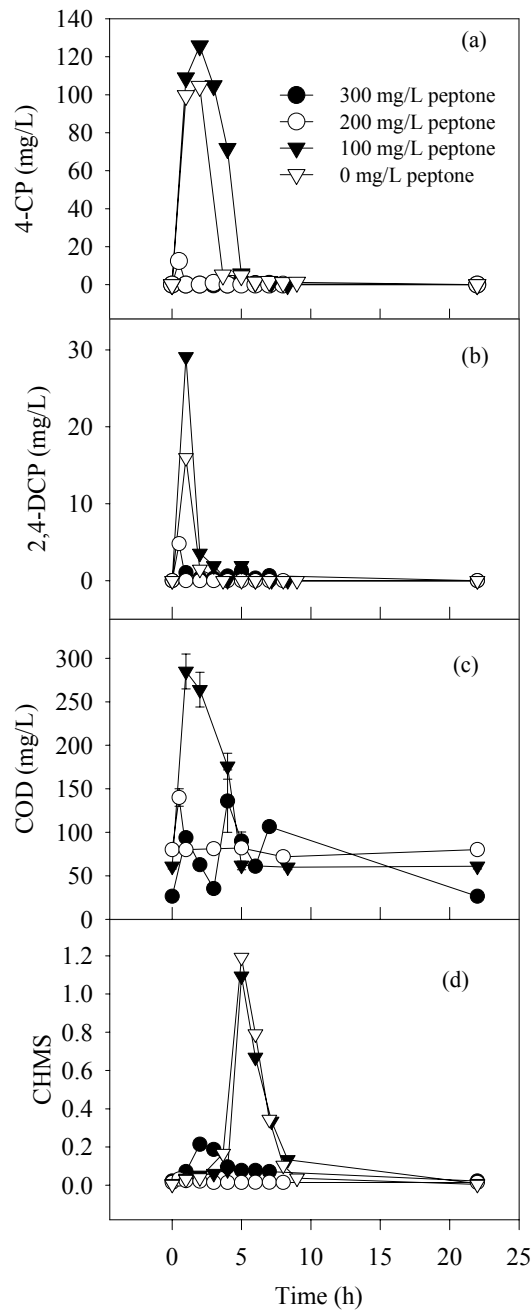 (a)
300 mg/L peptone
200 mg/L peptone
100 mg/L peptone
0 mg/L peptone
4-CP (mg/L)
140
120
100
80
60
40
20
0
(b)
2,4-DCP (mg/L)
30
20
10
0
(c)
COD (mg/L)
300
250
200
150
100
50
0
(d)
CHMS
1.2
1.0
0.8
0.6
0.4
0.2
0.0
0 5 10 15 20 25
Time (h)